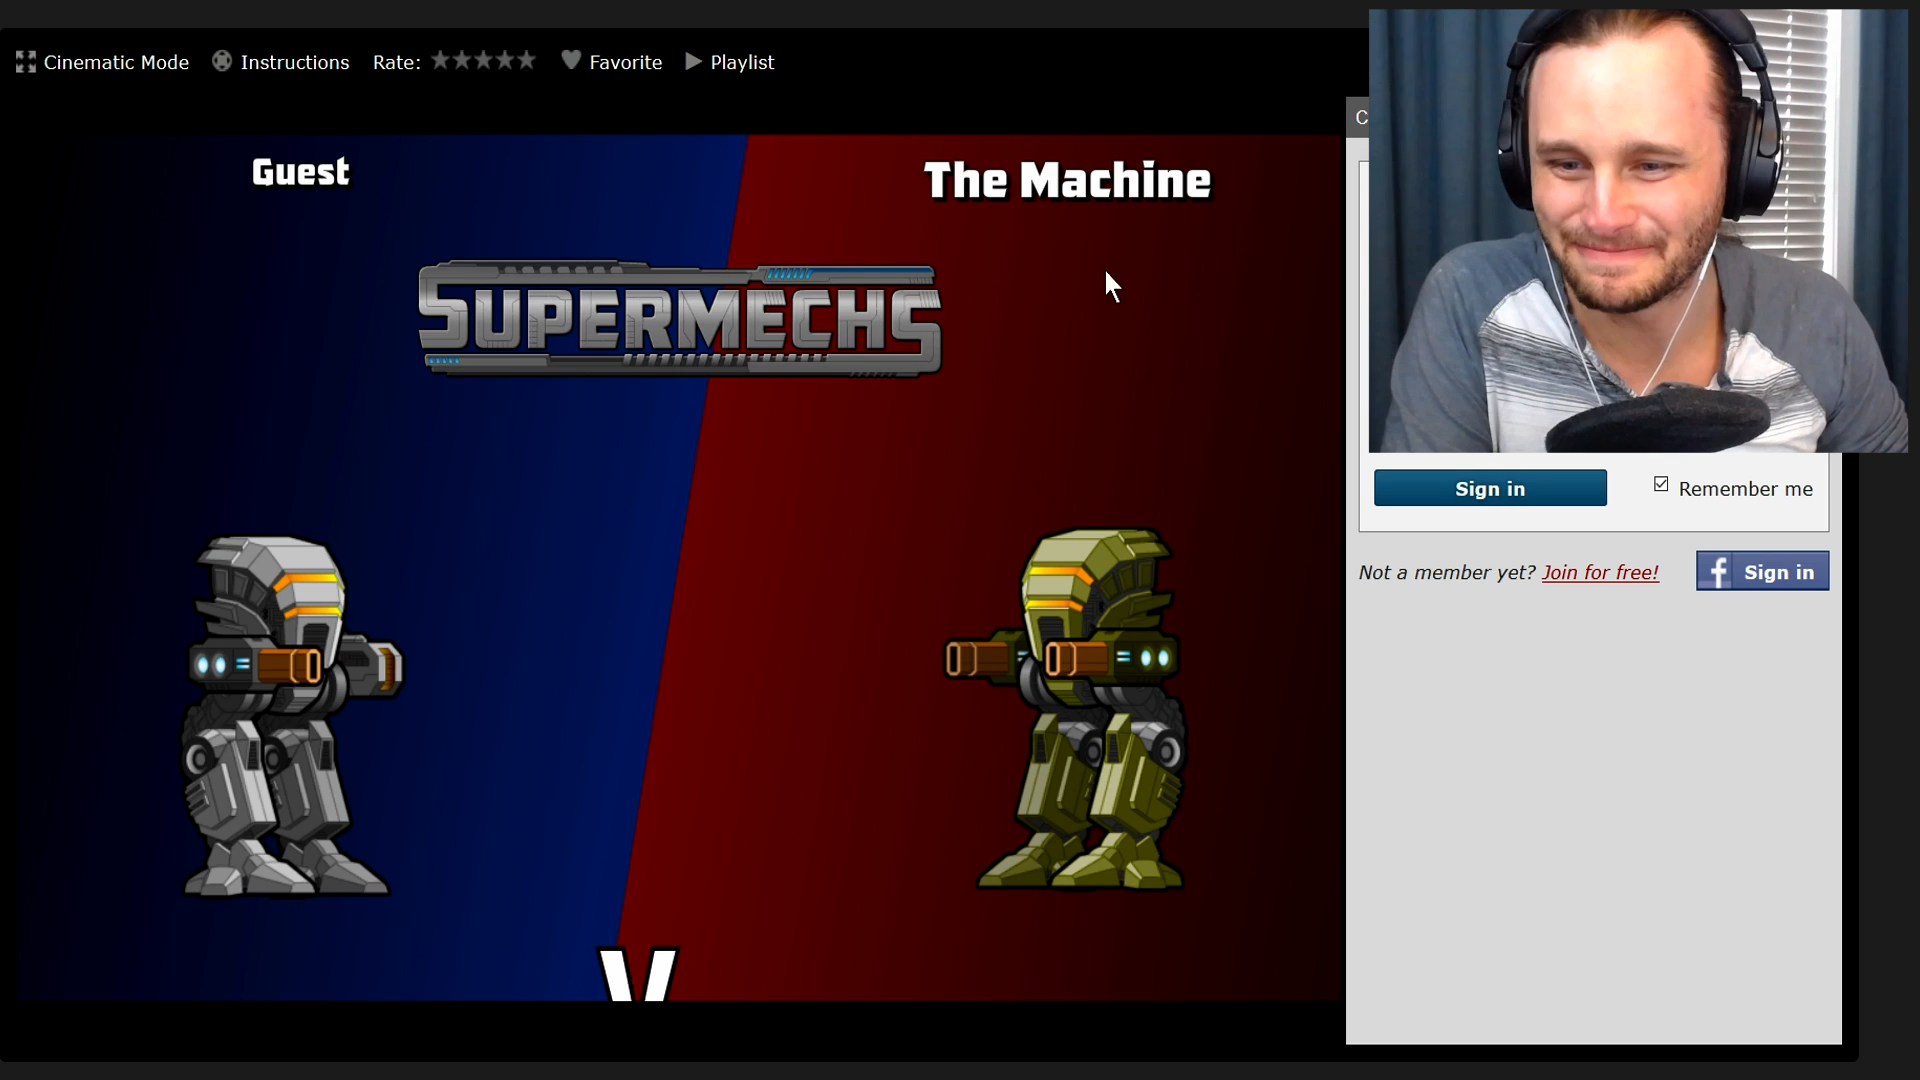 Cinematic Mode
Instructions
Rate:
Favorite
Playlist
C
Guest
The Machine
SUPERMECHS
V
Sign in
Remember me
Not a member yet? Join for free!
f Sign in